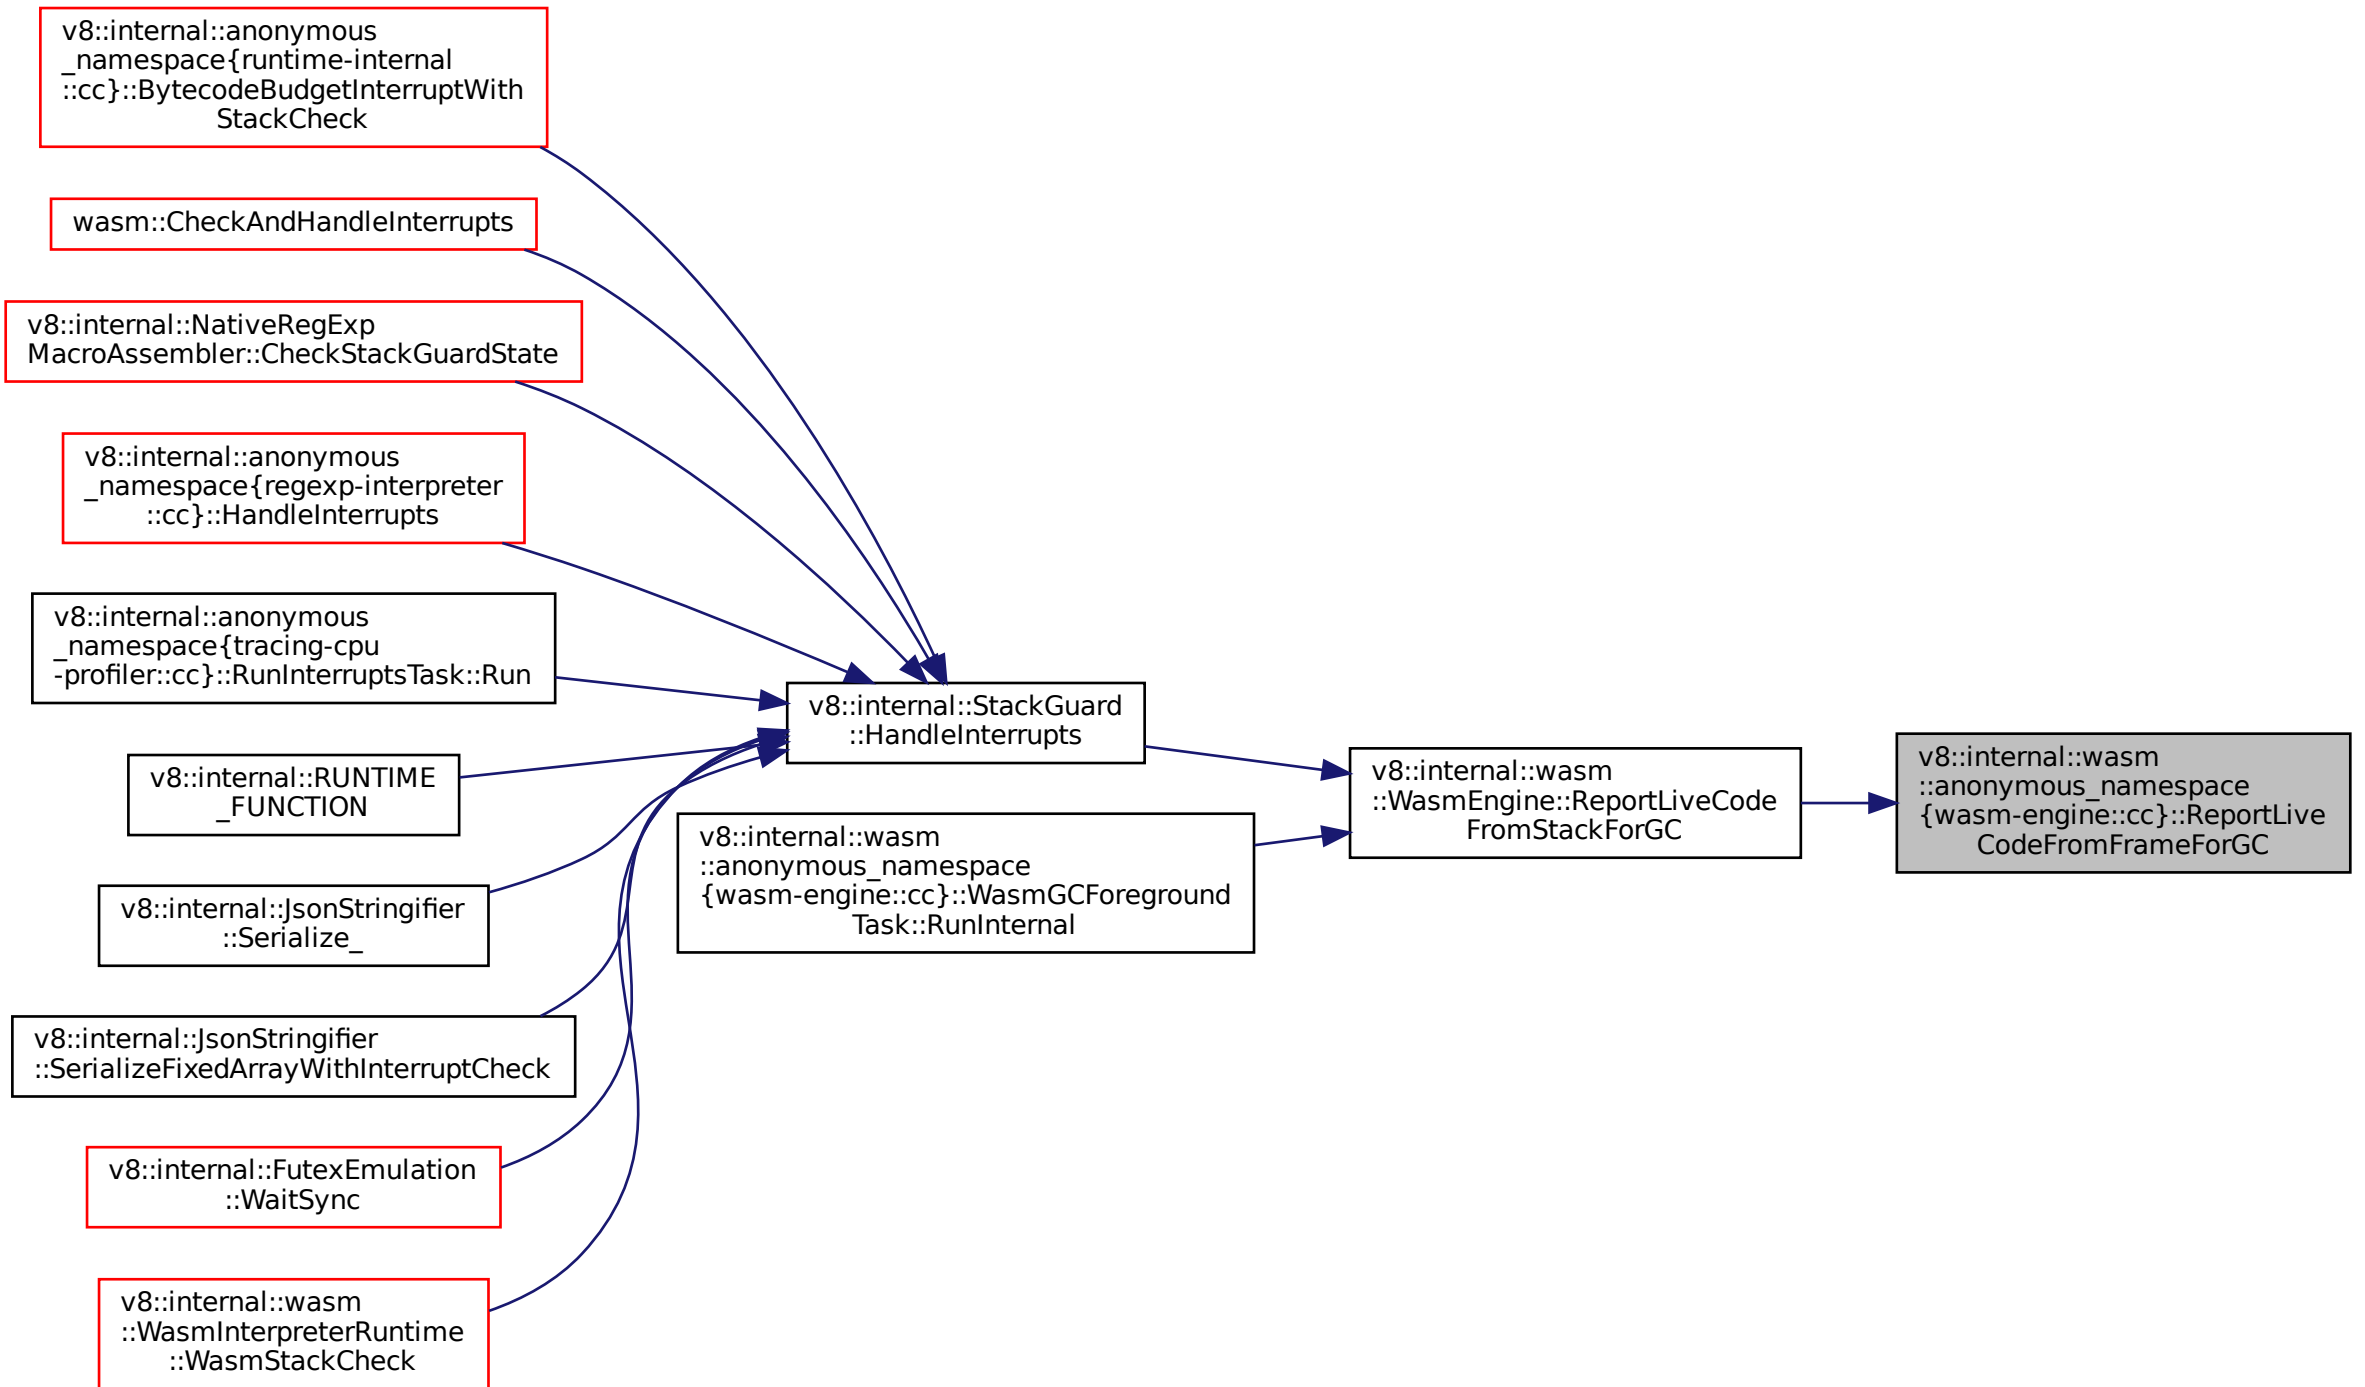 v8::internal::anonymous
_namespace{runtime-internal
::cc}::BytecodeBudgetInterruptWith
StackCheck
wasm::CheckAndHandleInterrupts
v8::internal::NativeRegExp
MacroAssembler::CheckStackGuardState
v8::internal::anonymous
_namespace{regexp-interpreter
::cc}::HandleInterrupts
v8::internal::anonymous
_namespace{tracing-cpu
-profiler::cc}::RunInterruptsTask::Run
v8::internal::RUNTIME
_FUNCTION
v8::internal::JsonStringifier
::Serialize_
v8::internal::JsonStringifier
::SerializeFixedArrayWithInterruptCheck
v8::internal::FutexEmulation
::WaitSync
v8::internal::wasm
::WasmInterpreterRuntime
::WasmStackCheck
v8::internal::StackGuard
::HandleInterrupts
v8::internal::wasm
::anonymous_namespace
{wasm-engine::cc}::WasmGCForeground
Task::RunInternal
v8::internal::wasm
::WasmEngine::ReportLiveCode
FromStackForGC
v8::internal::wasm
::anonymous_namespace
{wasm-engine::cc}::ReportLive
CodeFromFrameForGC